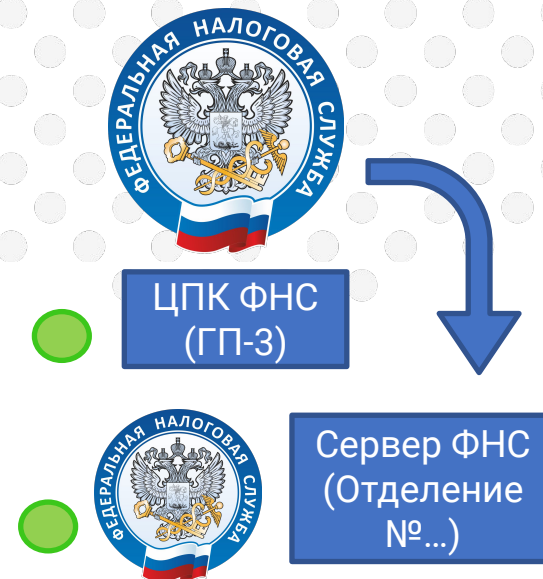 ФЕДЕРАЛЬНАЯ НАЛОГОВАЯ СЛУЖБА
ЦПК ФНС
(ГП-3)
ФЕДЕРАЛЬНАЯ НАЛОГОВАЯ СЛУЖБА
Сервер ФНС
(Отделение
№…)